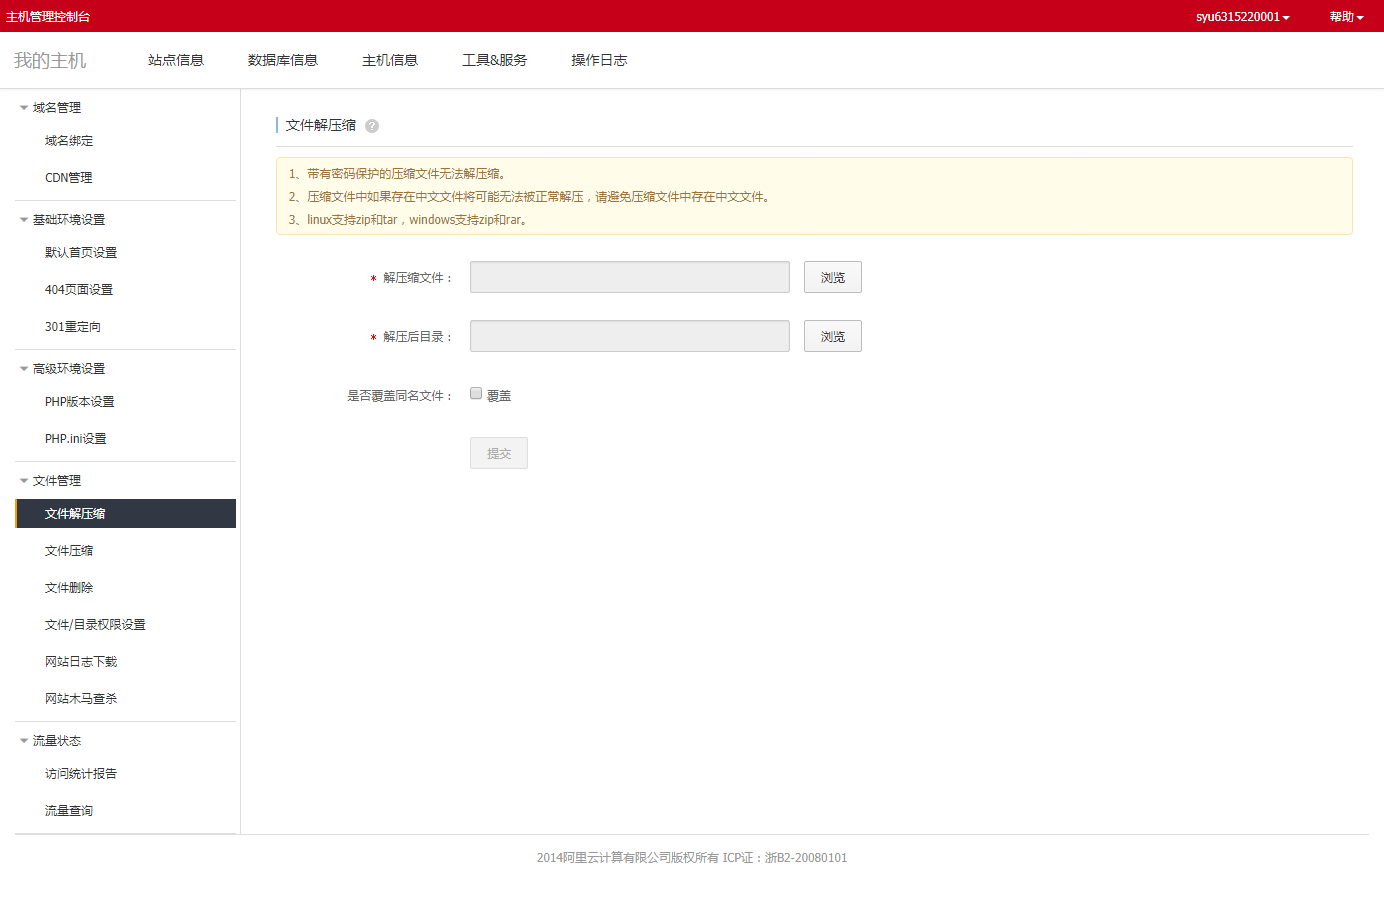 主机管理控制台
syu6315220001
帮助
我的主机
站点信息
数据库信息
主机信息
工具&服务
操作日志
域名管理
域名绑定
CDN管理
基础环境设置
默认首页设置
404页面设置
301重定向
高级环境设置
PHP版本设置
PHP.ini设置
文件管理
文件解压缩
文件压缩
文件删除
文件/目录权限设置
网站日志下载
网站木马查杀
流量状态
访问统计报告
流量查询
文件解压缩 ?
1、带有密码保护的压缩文件无法解压缩。
2、压缩文件中如果存在中文文件将可能无法被正常解压，请避免压缩文件中存在中文文件。
3、linux支持zip和tar，windows支持zip和rar。
* 解压缩文件：
浏览
* 解压后目录：
浏览
是否覆盖同名文件：
覆盖
提交
2014阿里云计算有限公司版权所有 ICP证：浙B2-20080101